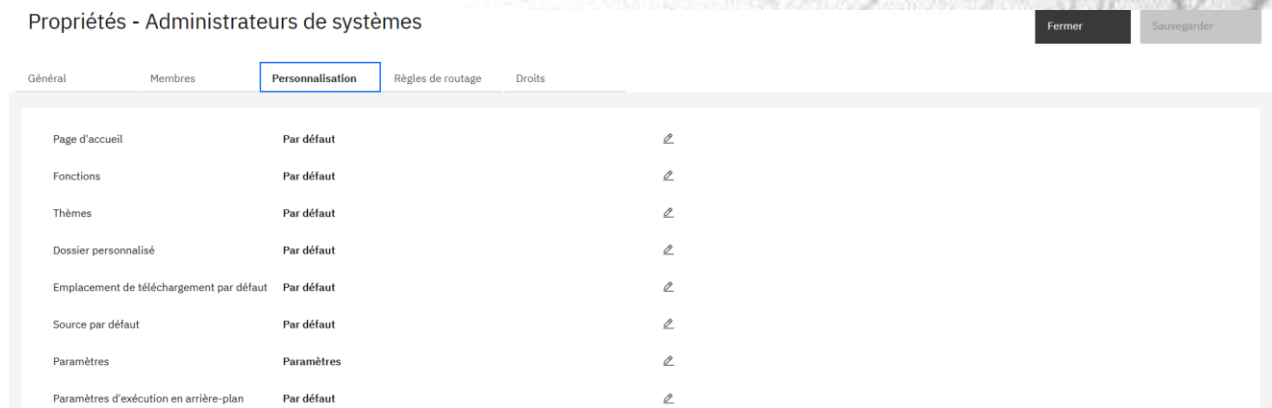 Propriétés - Administrateurs de systèmes
Fermer
Sauvegarder
Général
Membres
Personnalisation
Règles de routage
Droits
Page d'accueil Par défaut
Fonctions Par défaut
Thèmes Par défaut
Dossier personnalisé Par défaut
Emplacement de téléchargement par défaut Par défaut
Source par défaut Par défaut
Paramètres Paramètres
Paramètres d'exécution en arrière-plan Par défaut